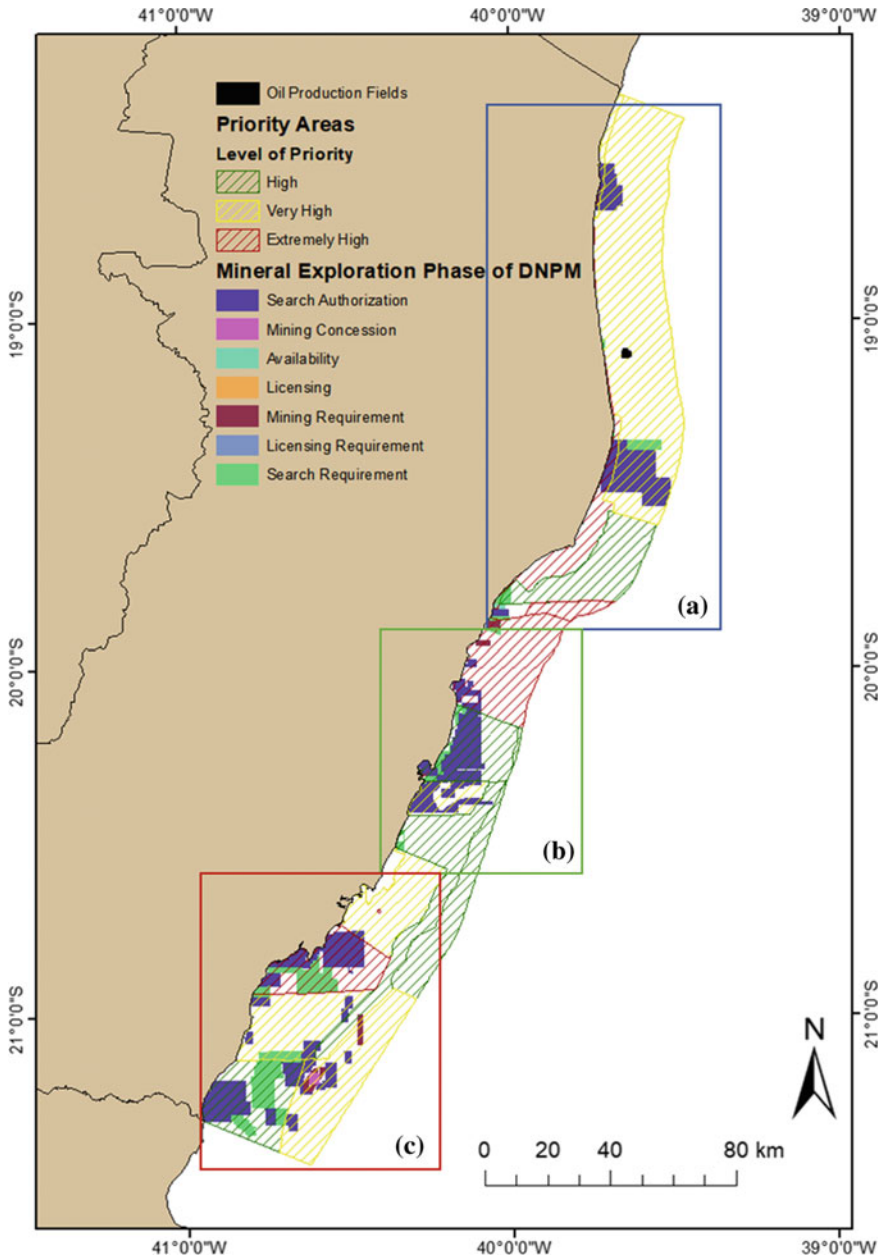 41°0'0"W 40°0'0"W 39°0'0"W
Oil Production Fields
Priority Areas
Level of Priority
High
Very High
Extremely High
Mineral Exploration Phase of DNPM
Search Authorization
Mining Concession
Availability
Licensing
Mining Requirement
Licensing Requirement
Search Requirement
19°0'0"S 19°0'0"S
(a)
20°0'0"S 20°0'0"S
(b)
21°0'0"S 21°0'0"S
(c)
N
0 20 40 60 80 km
41°0'0"W 40°0'0"W 39°0'0"W